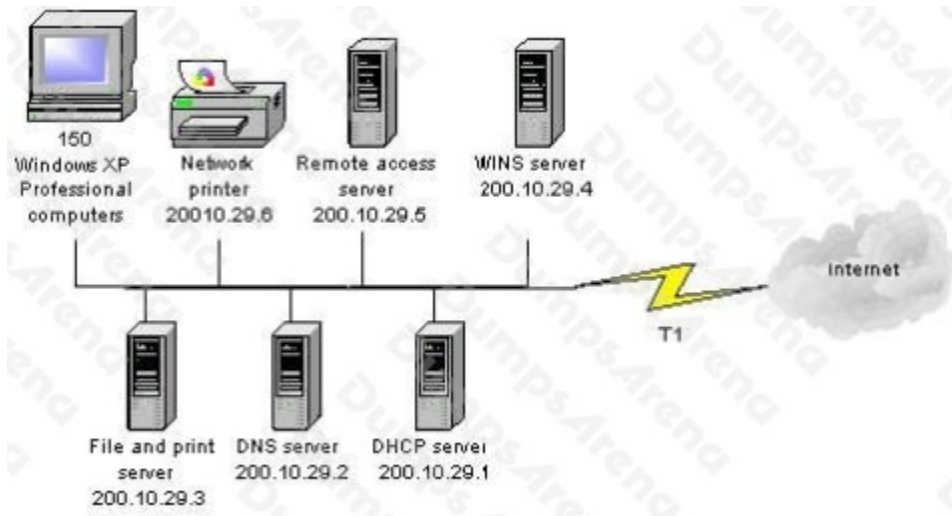 150
Windows XP
Professional
computers
Network
printer
20010.29.6
Remote access
server
200.10.29.5
WINS server
200.10.29.4
Internet
T1
File and print
server
200.10.29.3
DNS server
200.10.29.2
DHCP server
200.10.29.1
DumpsArena